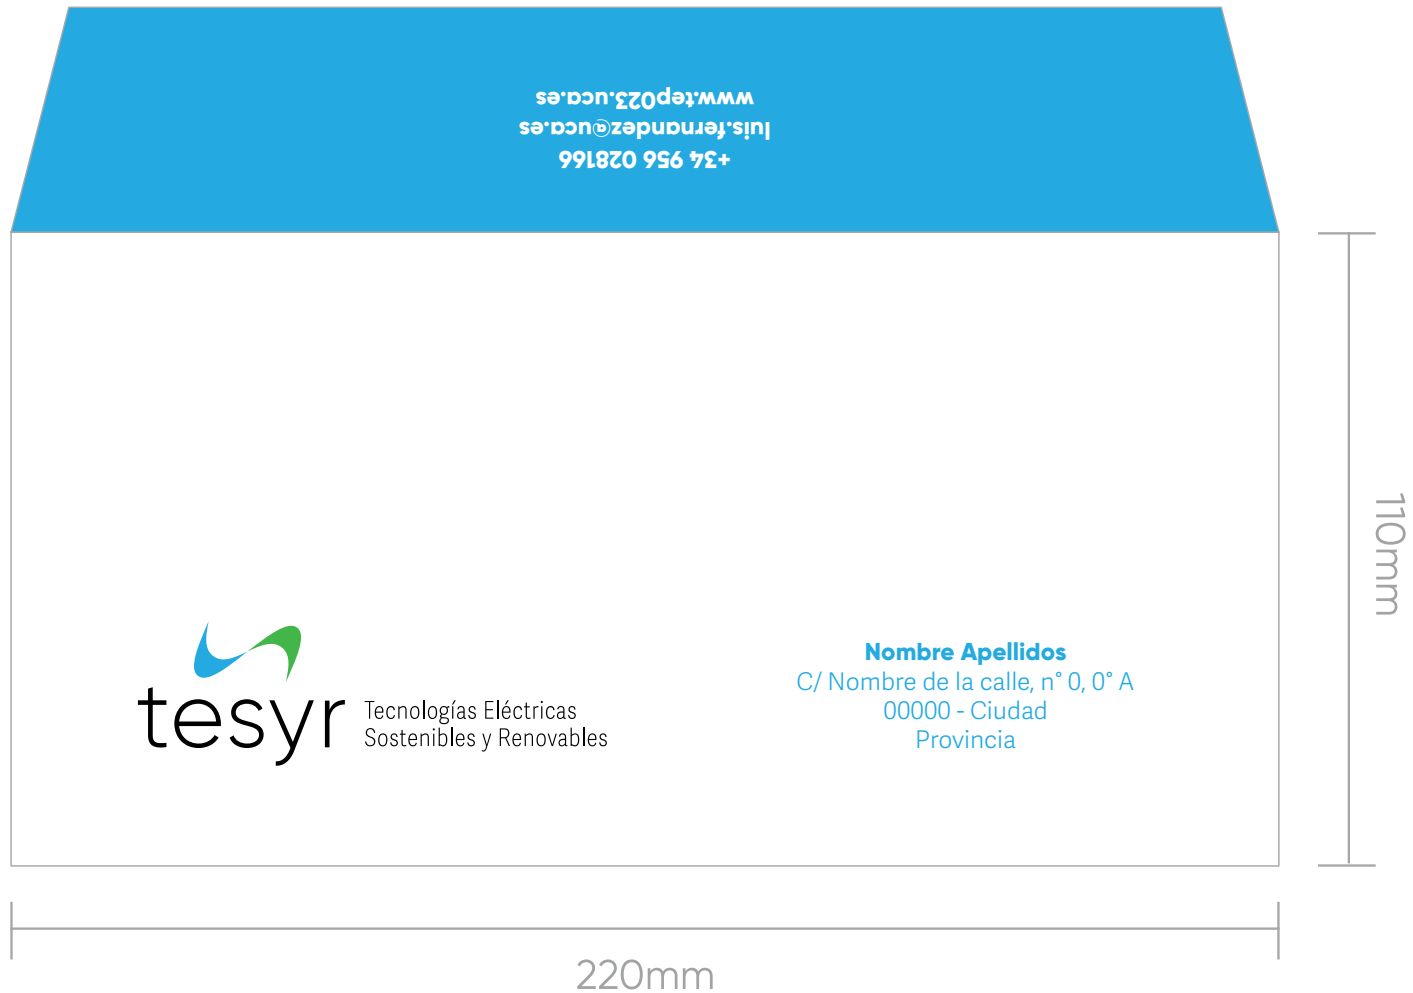 +34 956 028166
luis.fernandez@uca.es
www.tep023.uca.es
tesyr
Tecnologías Eléctricas
Sostenibles y Renovables
Nombre Apellidos
C/ Nombre de la calle, n° 0, 0° A
00000 - Ciudad
Provincia
110mm
220mm